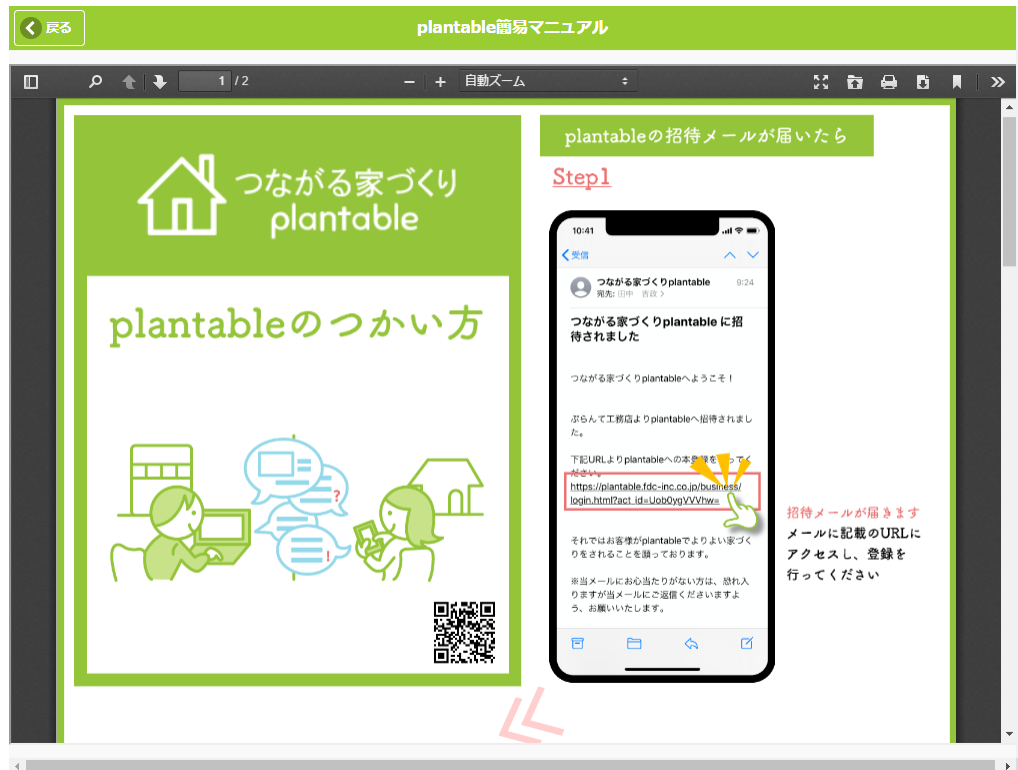 戻る
plantable簡易マニュアル
1 / 2
自動ズーム
つながる家づくり
plantable
plantableのつかい方
?
!
plantableの招待メールが届いたら
Step1
10:41
受信
つながる家づくりplantable
9:24
宛先:
つながる家づくりplantable に招
待されました
つながる家づくりplantableへようこそ！
ぷらんて工務店よりplantableへ招待されまし
た。
下記URLよりplantableへの本登録を行ってく
ださい。
https://plantable.fdc-inc.co.jp/business/
login.html?act_id=Uob0ygVVVhw=
それではお客様がplantableでよりよい家づく
りをされることを願っております。
※当メールにお心当たりがない方は、恐れ入
りますが当メールにご返信くださいますよ
う、お願いいたします。
招待メールが届きます
メールに記載のURLに
アクセスし、登録を
行ってください